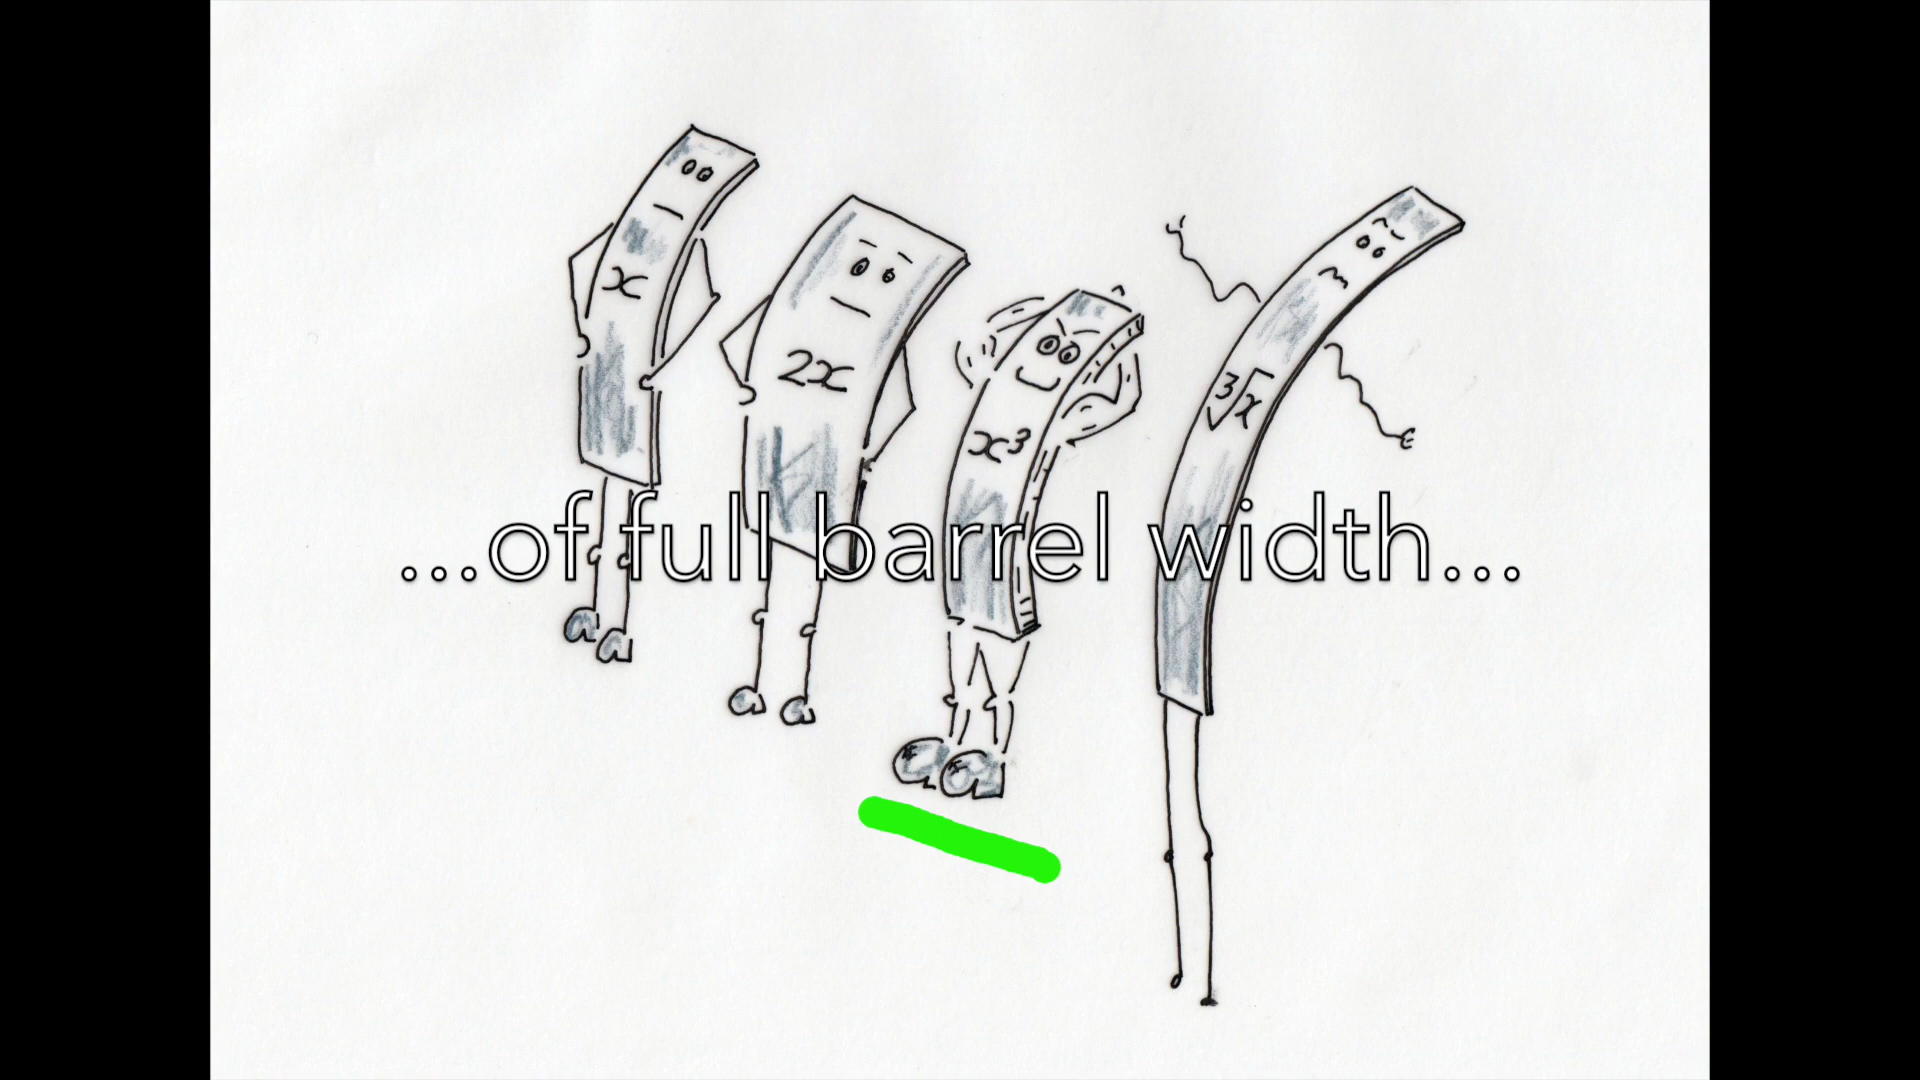 x
2x
x³
∛x
...of full barrel width...